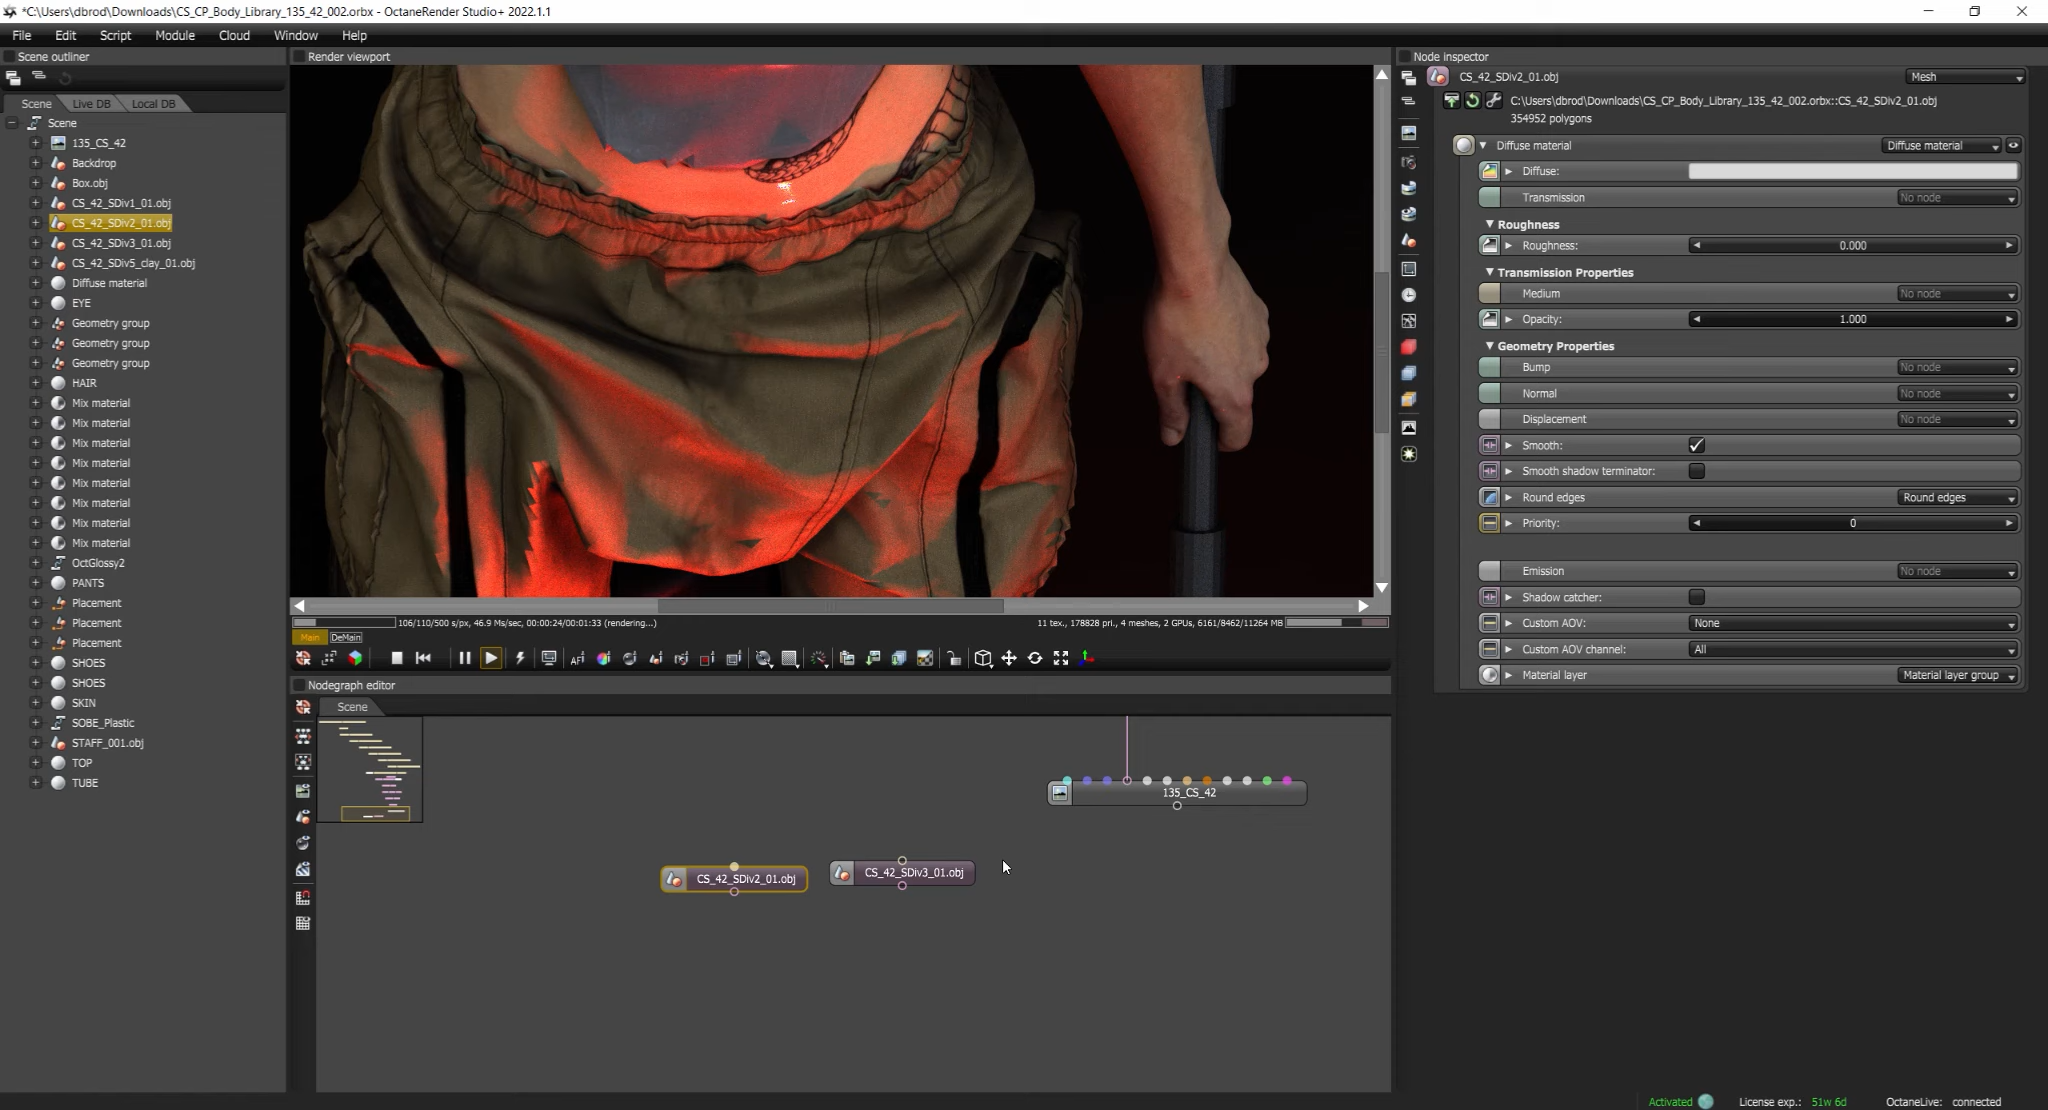 *C:\Users\dbrod\Downloads\CS_CP_Body_Library_135_42_002.orbx - OctaneRender Studio+ 2022.1.1
File Edit Script Module Cloud Window Help
Scene outliner
Scene Live DB Local DB
Scene
135_CS_42
Backdrop
Box.obj
CS_42_SDiv1_01.obj
CS_42_SDiv2_01.obj
CS_42_SDiv3_01.obj
CS_42_SDiv5_clay_01.obj
Diffuse material
EYE
Geometry group
Geometry group
Geometry group
HAIR
Mix material
Mix material
Mix material
Mix material
Mix material
Mix material
Mix material
Mix material
OctGlossy2
PANTS
Placement
Placement
Placement
SHOES
SHOES
SKIN
SOBE_Plastic
STAFF_001.obj
TOP
TUBE
Render viewport
106/110/500 s/px, 46.9 Ms/sec, 00:00:24/00:01:33 (rendering...)
11 tex., 178828 pri., 4 meshes, 2 GPUs, 6161/8462/11264 MB
Main DeMain
Nodegraph editor
Scene
135_CS_42
CS_42_SDiv2_01.obj
CS_42_SDiv3_01.obj
Node inspector
CS_42_SDiv2_01.obj Mesh
C:\Users\dbrod\Downloads\CS_CP_Body_Library_135_42_002.orbx::CS_42_SDiv2_01.obj
354952 polygons
Diffuse material Diffuse material
Diffuse:
Transmission No node
Roughness
Roughness: 0.000
Transmission Properties
Medium No node
Opacity: 1.000
Geometry Properties
Bump No node
Normal No node
Displacement No node
Smooth:
Smooth shadow terminator:
Round edges Round edges
Priority: 0
Emission No node
Shadow catcher:
Custom AOV: None
Custom AOV channel: All
Material layer Material layer group
Activated License exp.: 51w 6d OctaneLive: connected